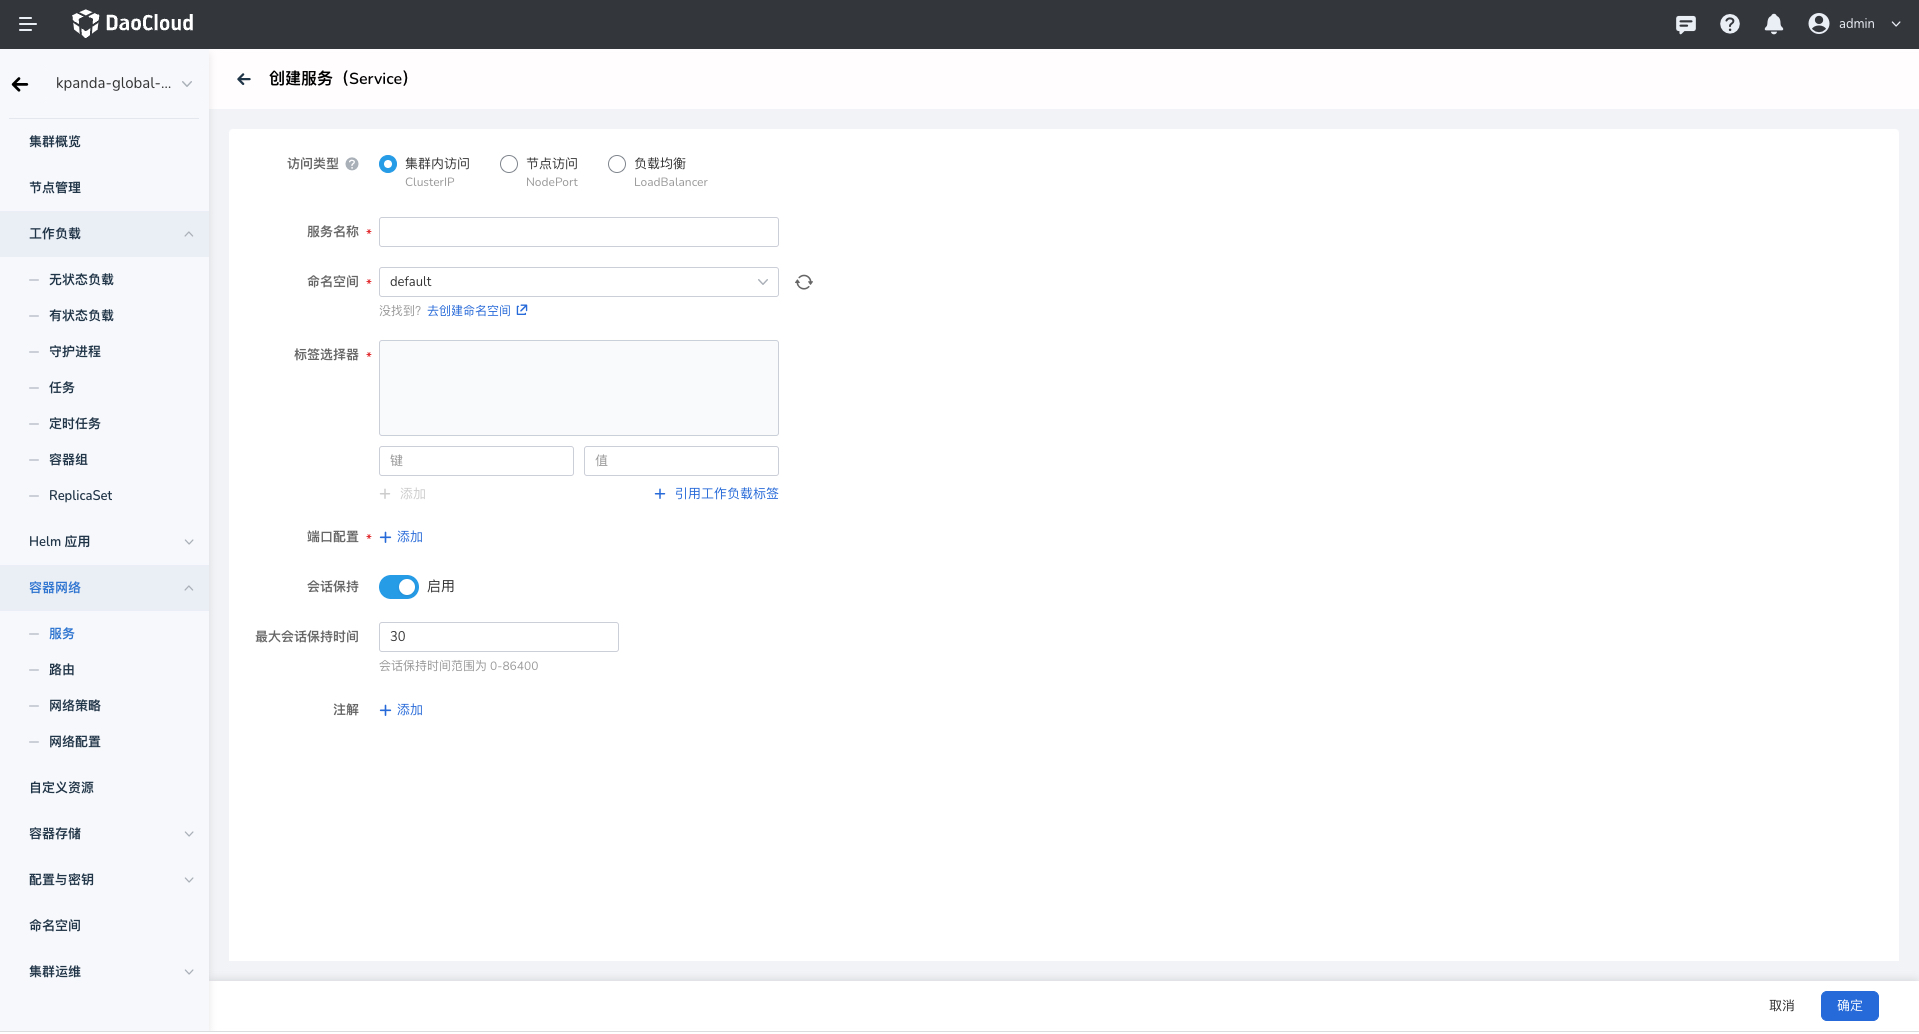 DaoCloud
admin
kpanda-global-...
集群概览
节点管理
工作负载
无状态负载
有状态负载
守护进程
任务
定时任务
容器组
ReplicaSet
Helm 应用
容器网络
服务
路由
网络策略
网络配置
自定义资源
容器存储
配置与密钥
命名空间
集群运维
创建服务（Service）
访问类型 ?
集群内访问 节点访问 负载均衡
ClusterIP NodePort LoadBalancer
服务名称 *
命名空间 * default
没找到? 去创建命名空间
标签选择器 *
键 值
+ 添加 + 引用工作负载标签
端口配置 * + 添加
会话保持 启用
最大会话保持时间 30
会话保持时间范围为 0-86400
注解 + 添加
取消 确定